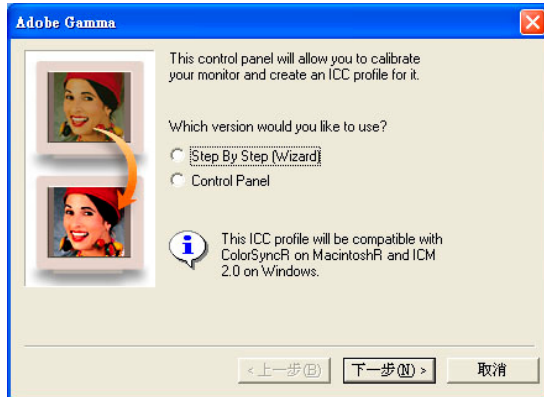 Adobe Gamma
This control panel will allow you to calibrate
your monitor and create an ICC profile for it.
Which version would you like to use?
Step By Step (Wizard)
Control Panel
This ICC profile will be compatible with
ColorSyncR on MacintoshR and ICM
2.0 on Windows.
<上一步(B) 下一步(N) > 取消